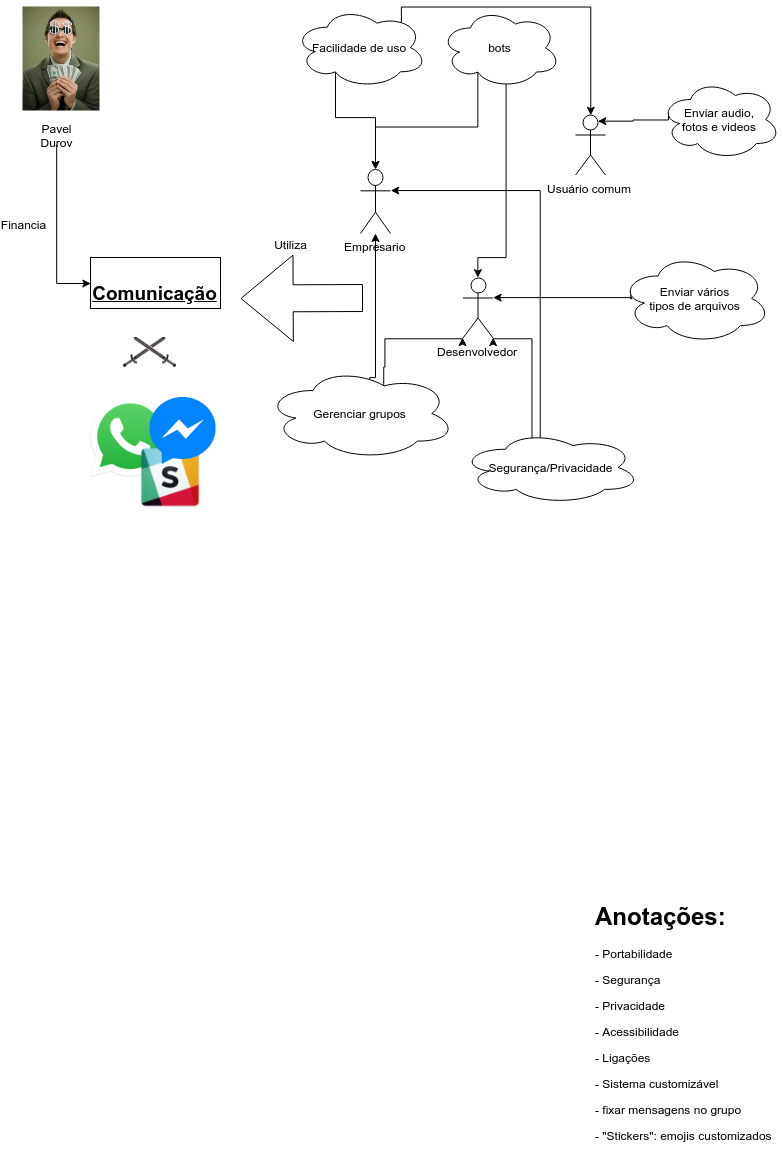 $ $
Pavel
Durov
Financia
Comunicação
S
Utiliza
Facilidade de uso
bots
Enviar audio,
fotos e videos
Usuário comum
Empresario
Enviar vários
tipos de arquivos
Desenvolvedor
Gerenciar grupos
Segurança/Privacidade
Anotações:
- Portabilidade
- Segurança
- Privacidade
- Acessibilidade
- Ligações
- Sistema customizável
- fixar mensagens no grupo
- "Stickers": emojis customizados